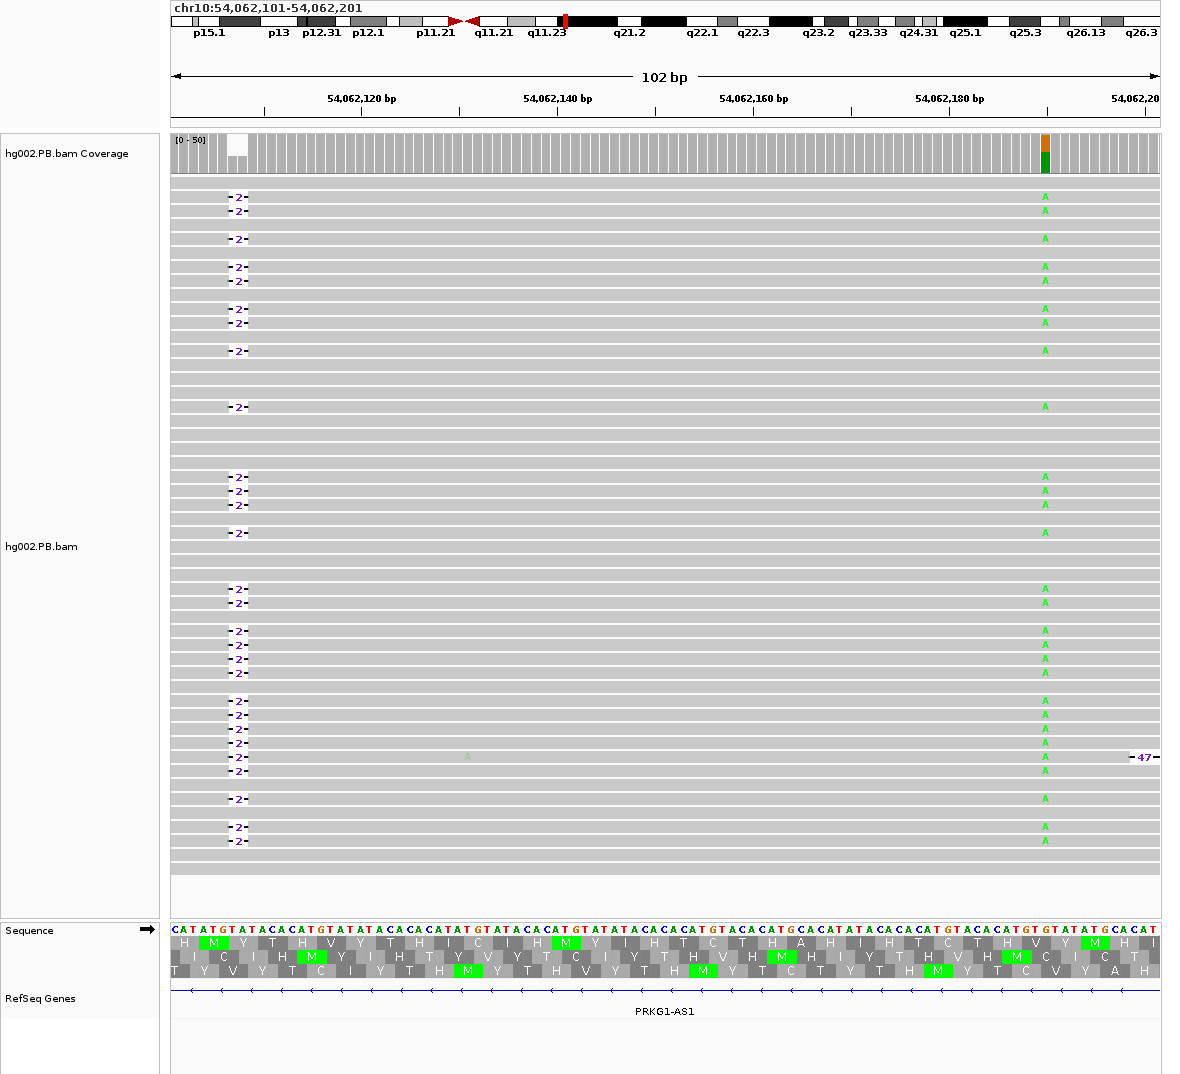 chr10:54,062,101-54,062,201
p15.1 p13 p12.31 p12.1 p11.21 q11.21 q11.23 q21.2 q22.1 q22.3 q23.2 q23.33 q24.31 q25.1 q25.3 q26.13 q26.3
102 bp
54,062,120 bp 54,062,140 bp 54,062,160 bp 54,062,180 bp 54,062,20
[0 - 50]
hg002.PB.bam Coverage
2 A
2 A
2 A
2 A
2 A
2 A
2 A
2 A
2 A
2 A
2 A
2 A
2 A
hg002.PB.bam
2 A
2 A
2 A
2 A
2 A
2 A
2 A
2 A
2 A
2 A
2 A A 47
2 A
2 A
2 A
2 A
Sequence CATATGTATACACATGTATATACACACATATGTATACACATGTATATACACACATGTACACATGCACATATACACACATGTACACATGTGTATATGCACAT
H M Y T H V Y T H I C I H M Y I H T C T H A H I H T C T H V Y M H I
I C I H M Y I H T Y V Y T C I Y T H V H M H I Y T H V H M C I C T
T Y V Y T C I Y T H M Y T H V Y T H M Y T C T Y T H M Y T C V Y A H
RefSeq Genes
PRKG1-AS1